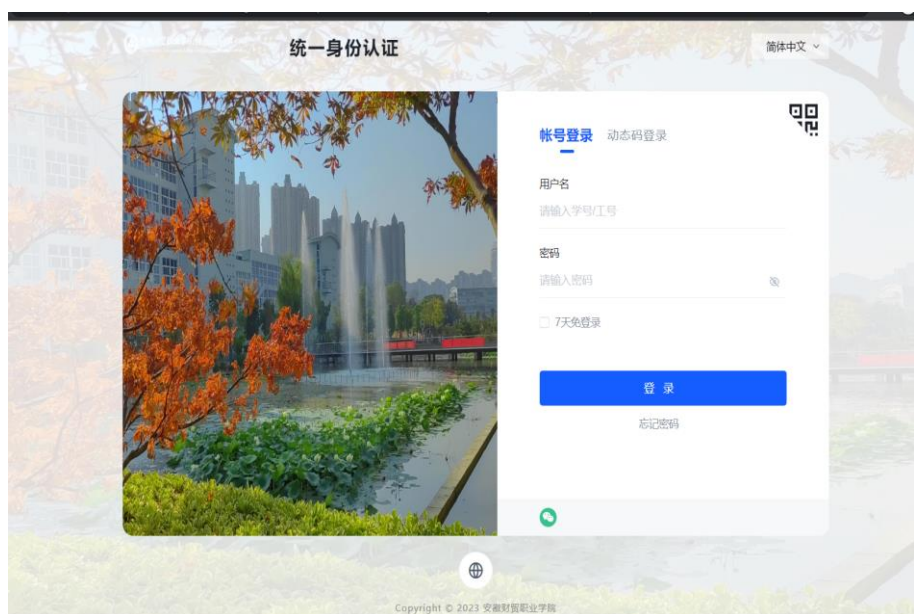 统一身份认证
简体中文
帐号登录 动态码登录
用户名
请输入学号/工号
密码
请输入密码
7天免登录
登 录
忘记密码
Copyright © 2023 安徽财贸职业学院